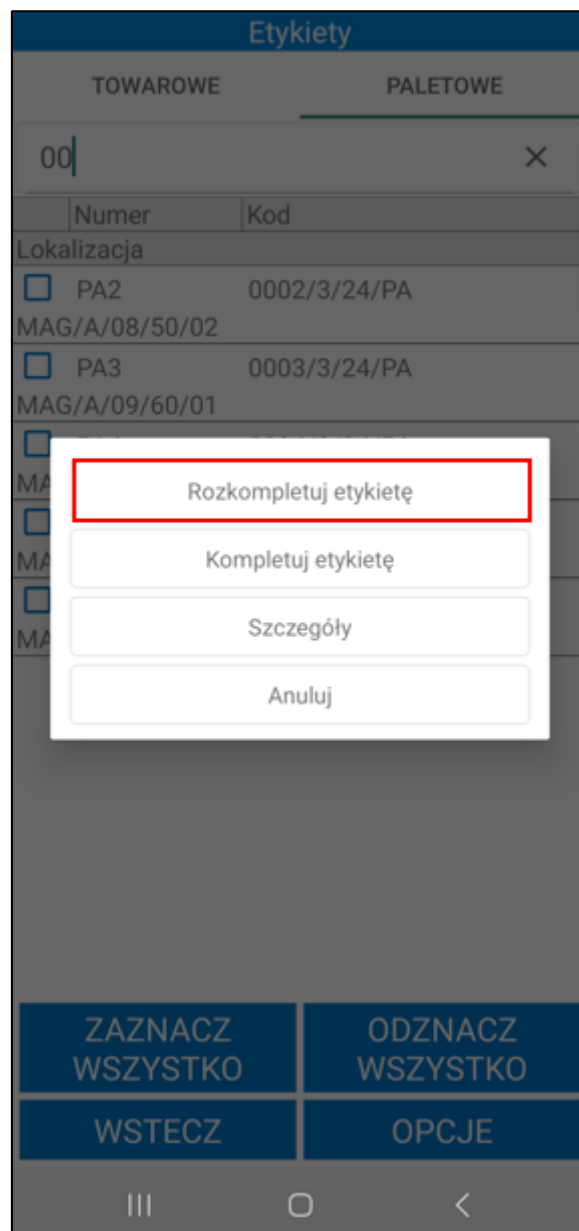 Etykiety
TOWAROWE PALETOWE
00
Numer Kod
Lokalizacja
PA2 0002/3/24/PA
MAG/A/08/50/02
PA3 0003/3/24/PA
MAG/A/09/60/01
Rozkompletuj etykietę
Kompletuj etykietę
Szczegóły
Anuluj
ZAZNACZ WSZYSTKO
ODZNACZ WSZYSTKO
WSTECZ OPCJE